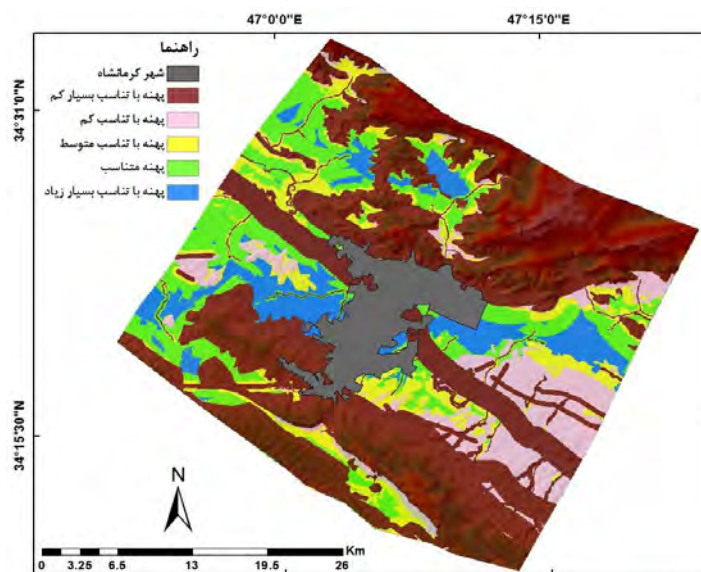 47°0'0"E
47°15'0"E
34°31'0"N
34°15'30"N
راهنما
شهر کرمانشاه
پهنه با تناسب بسیار کم
پهنه با تناسب کم
پهنه با تناسب متوسط
پهنه متناسب
پهنه با تناسب بسیار زیاد
N
Km
0 3.25 6.5 13 19.5 26